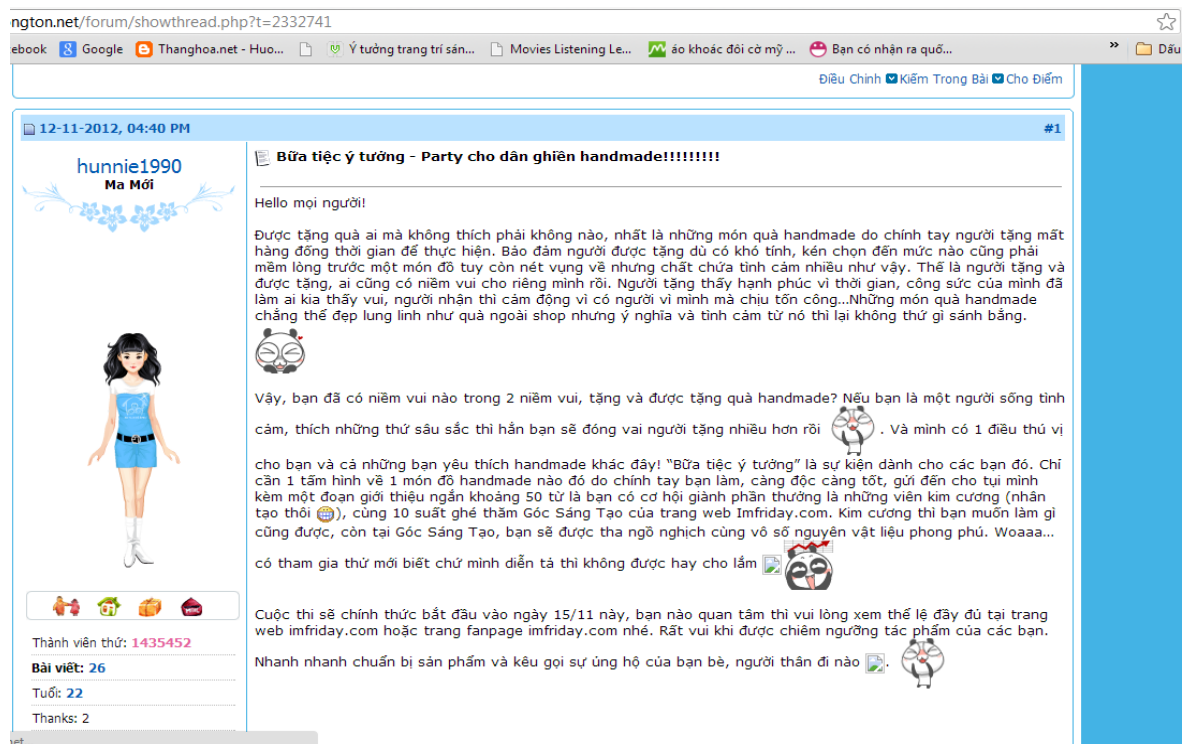 ngton.net/forum/showthread.php?t=2332741
ebook Google Thanghoa.net - Huo... Ý tưởng trang trí sán... Movies Listening Le... áo khoác đôi cờ mỹ ... Bạn có nhận ra quố... » Dấu
Điều Chỉnh Kiếm Trong Bài Cho Điểm
12-11-2012, 04:40 PM #1
hunnie1990
Ma Mới
Bữa tiệc ý tưởng - Party cho dân ghiền handmade!!!!!!!!!
Hello mọi người!
Được tặng quà ai mà không thích phải không nào, nhất là những món quà handmade do chính tay người tặng mất
hàng đống thời gian để thực hiện. Bảo đảm người được tặng dù có khó tính, kén chọn đến mức nào cũng phải
mềm lòng trước một món đồ tuy còn nét vụng về nhưng chất chứa tình cảm nhiều như vậy. Thế là người tặng và
được tặng, ai cũng có niềm vui cho riêng mình rồi. Người tặng thấy hạnh phúc vì thời gian, công sức của mình đã
làm ai kia thấy vui, người nhận thì cảm động vì có người vì mình mà chịu tốn công...Những món quà handmade
chẳng thể đẹp lung linh như quà ngoài shop nhưng ý nghĩa và tình cảm từ nó thì lại không thứ gì sánh bằng.
Vậy, bạn đã có niềm vui nào trong 2 niềm vui, tặng và được tặng quà handmade? Nếu bạn là một người sống tình
cảm, thích những thứ sâu sắc thì hẳn bạn sẽ đóng vai người tặng nhiều hơn rồi . Và mình có 1 điều thú vị
cho bạn và cả những bạn yêu thích handmade khác đây! “Bữa tiệc ý tưởng” là sự kiện dành cho các bạn đó. Chỉ
cần 1 tấm hình về 1 món đồ handmade nào đó do chính tay bạn làm, càng độc càng tốt, gửi đến cho tụi mình
kèm một đoạn giới thiệu ngắn khoảng 50 từ là bạn có cơ hội giành phần thưởng là những viên kim cương (nhân
tạo thôi ), cùng 10 suất ghé thăm Góc Sáng Tạo của trang web Imfriday.com. Kim cương thì bạn muốn làm gì
cũng được, còn tại Góc Sáng Tạo, bạn sẽ được tha ngồ nghịch cùng vô số nguyên vật liệu phong phú. Woaaa...
có tham gia thử mới biết chứ mình diễn tả thì không được hay cho lắm
Cuộc thi sẽ chính thức bắt đầu vào ngày 15/11 này, bạn nào quan tâm thì vui lòng xem thể lệ đầy đủ tại trang
web imfriday.com hoặc trang fanpage imfriday.com nhé. Rất vui khi được chiêm ngưỡng tác phẩm của các bạn.
Nhanh nhanh chuẩn bị sản phẩm và kêu gọi sự ủng hộ của bạn bè, người thân đi nào .
Thành viên thứ: 1435452
Bài viết: 26
Tuổi: 22
Thanks: 2
net